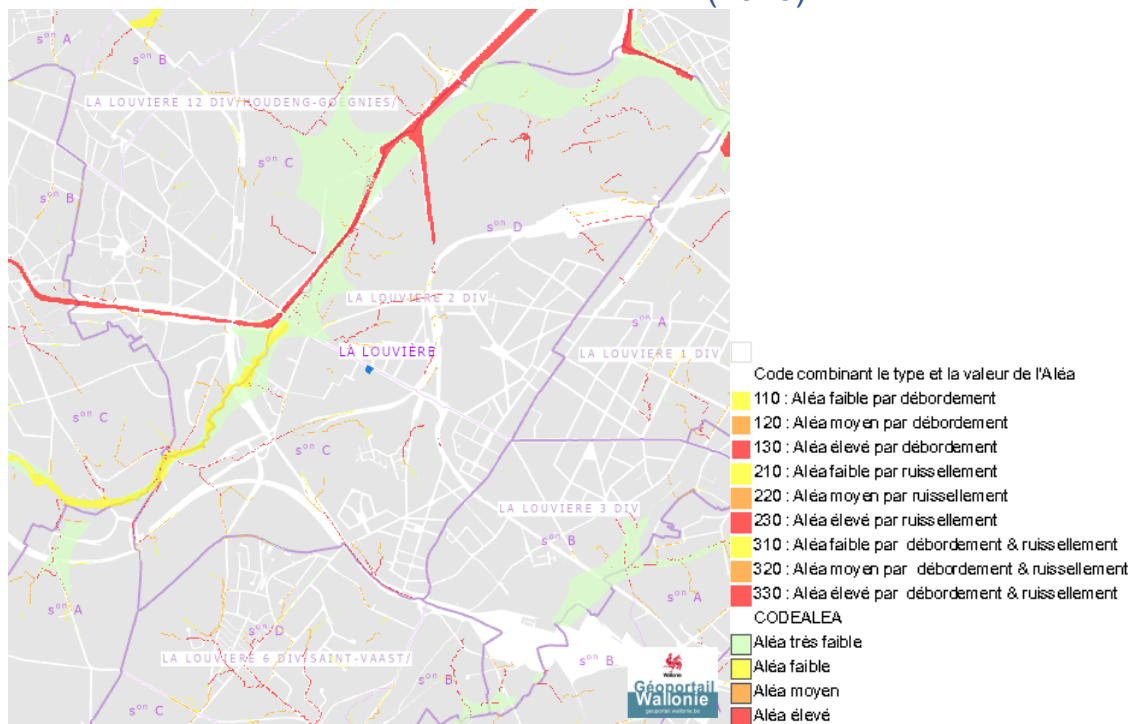 sᵒⁿ A
sᵒⁿ B
LA LOUVIERE 12 DIV/HOUDENG-GOEGNIES/
sᵒⁿ C
sᵒⁿ B
sᵒⁿ D
LA LOUVIERE 2 DIV
sᵒⁿ A
LA LOUVIÈRE
LA LOUVIERE 1 DIV
sᵒⁿ C
sᵒⁿ C
LA LOUVIERE 3 DIV
sᵒⁿ B
sᵒⁿ A
sᵒⁿ A
sᵒⁿ D
LA LOUVIERE 6 DIV/SAINT-VAAST/
sᵒⁿ B
sᵒⁿ B
sᵒⁿ C
Wallonie
Géoportail
Wallonie
geoportail.wallonie.be
Code combinant le type et la valeur de l'Aléa
110 : Aléa faible par débordement
120 : Aléa moyen par débordement
130 : Aléa élevé par débordement
210 : Aléa faible par ruissellement
220 : Aléa moyen par ruissellement
230 : Aléa élevé par ruissellement
310 : Aléa faible par débordement & ruissellement
320 : Aléa moyen par débordement & ruissellement
330 : Aléa élevé par débordement & ruissellement
CODEALEA
Aléa trés faible
Aléa faible
Aléa moyen
Aléa élevé